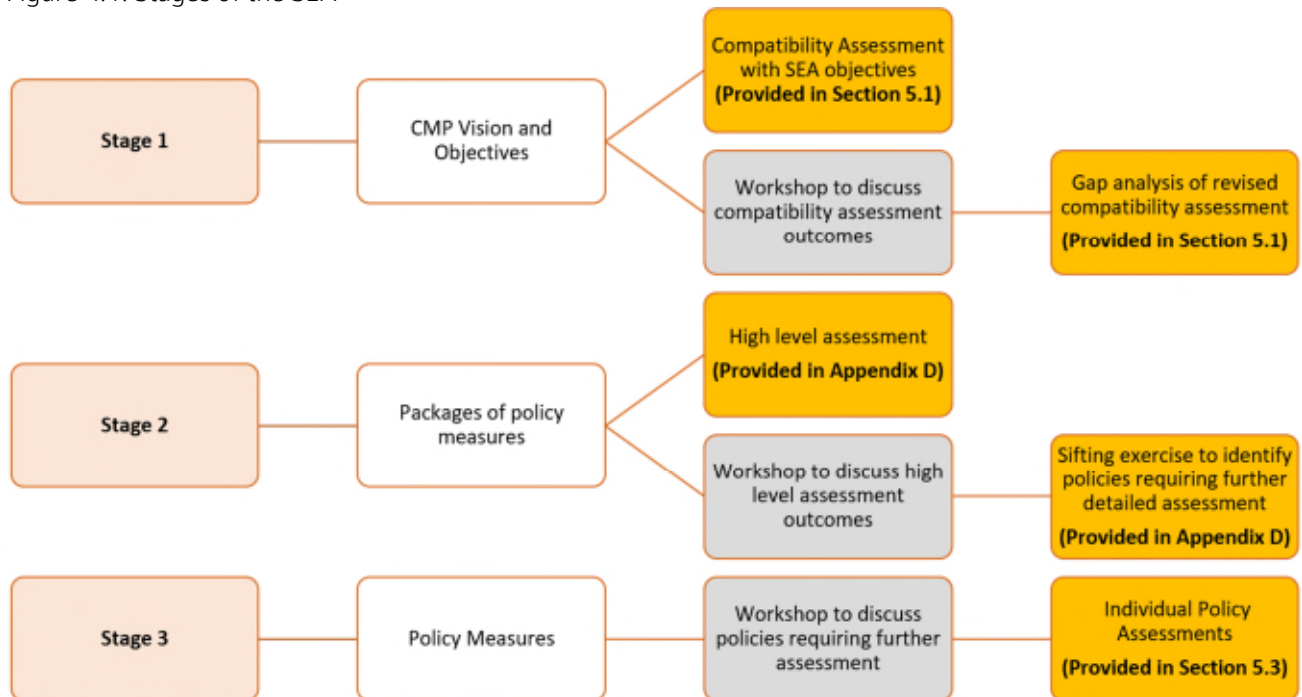 Compatibility Assessment
with SEA objectives
(Provided in Section 5.1)
Stage 1
CMP Vision and
Objectives
Workshop to discuss
compatibility assessment
outcomes
Gap analysis of revised
compatibility assessment
(Provided in Section 5.1)
High level assessment
(Provided in Appendix D)
Stage 2
Packages of policy
measures
Workshop to discuss high
level assessment
outcomes
Sifting exercise to identify
policies requiring further
detailed assessment
(Provided in Appendix D)
Stage 3
Policy Measures
Workshop to discuss
policies requiring further
assessment
Individual Policy
Assessments
(Provided in Section 5.3)